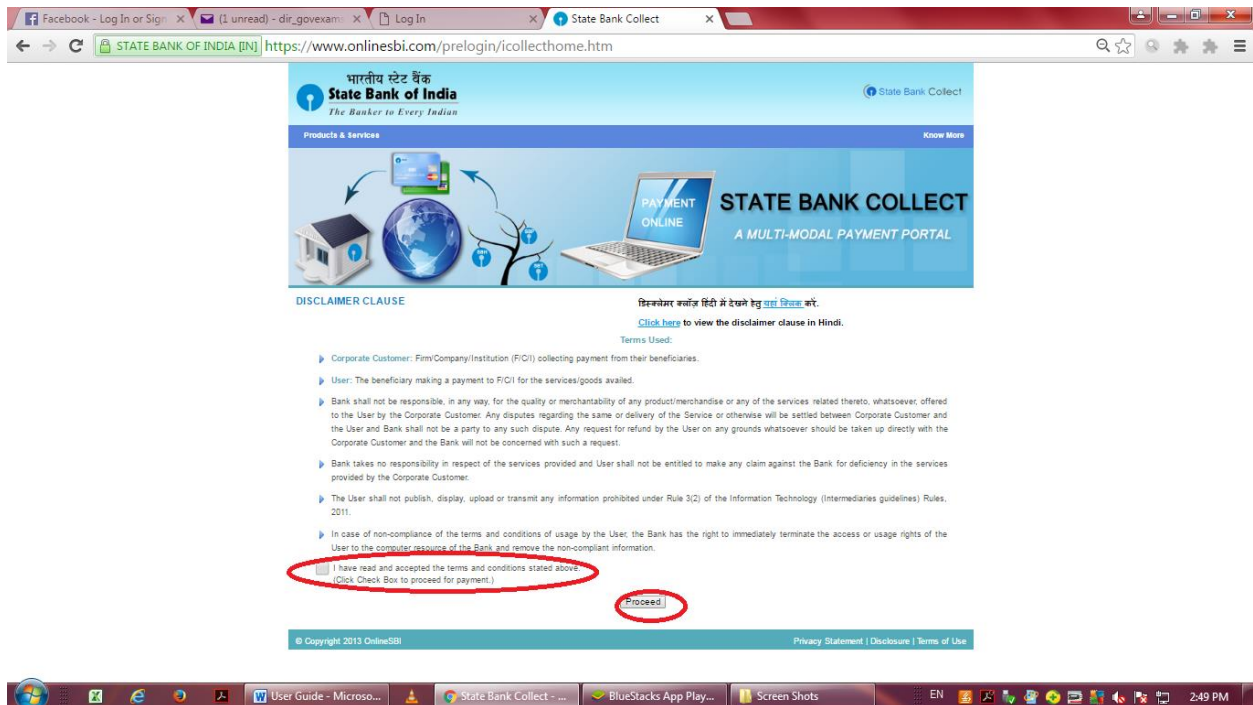 Facebook - Log In or Sign
(1 unread) - dir_govexam
Log In
State Bank Collect
STATE BANK OF INDIA [IN] https://www.onlinesbi.com/prelogin/icollecthome.htm
भारतीय स्टेट बैंक
State Bank of India
The Banker to Every Indian
State Bank Collect
Products & Services
Know More
PAYMENT ONLINE
STATE BANK COLLECT
A MULTI-MODAL PAYMENT PORTAL
DISCLAIMER CLAUSE
डिस्क्लेमर क्लॉज़ हिंदी में देखने हेतु यहां क्लिक करें.
Click here to view the disclaimer clause in Hindi.
Terms Used:
Corporate Customer: Firm/Company/Institution (F/C/I) collecting payment from their beneficiaries.
User: The beneficiary making a payment to F/C/I for the services/goods availed.
Bank shall not be responsible, in any way, for the quality or merchantability of any product/merchandise or any of the services related thereto, whatsoever, offered
to the User by the Corporate Customer. Any disputes regarding the same or delivery of the Service or otherwise will be settled between Corporate Customer and
the User and Bank shall not be a party to any such dispute. Any request for refund by the User on any grounds whatsoever should be taken up directly with the
Corporate Customer and the Bank will not be concerned with such a request.
Bank takes no responsibility in respect of the services provided and User shall not be entitled to make any claim against the Bank for deficiency in the services
provided by the Corporate Customer.
The User shall not publish, display, upload or transmit any information prohibited under Rule 3(2) of the Information Technology (Intermediaries guidelines) Rules,
2011.
In case of non-compliance of the terms and conditions of usage by the User, the Bank has the right to immediately terminate the access or usage rights of the
User to the computer resource of the Bank and remove the non-compliant information.
I have read and accepted the terms and conditions stated above.
(Click Check Box to proceed for payment.)
Proceed
© Copyright 2013 OnlineSBI
Privacy Statement | Disclosure | Terms of Use
User Guide - Microso...
State Bank Collect - ...
BlueStacks App Play...
Screen Shots
EN
2:49 PM